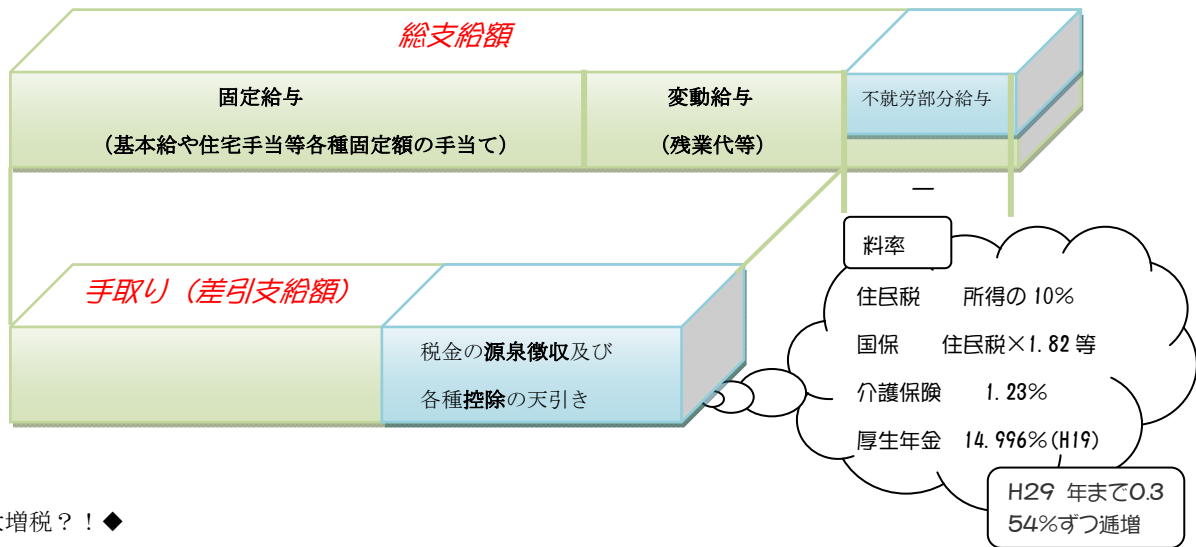 総支給額
固定給与
(基本給や住宅手当等各種固定額の手当て)
変動給与
(残業代等)
不就労部分給与
－
手取り（差引支給額）
税金の源泉徴収及び
各種控除の天引き
料率
住民税 所得の 10%
国保 住民税×1.82 等
介護保険 1.23%
厚生年金 14.996%(H19)
H29 年まで0.3
54%ずつ逓増
増税？！◆